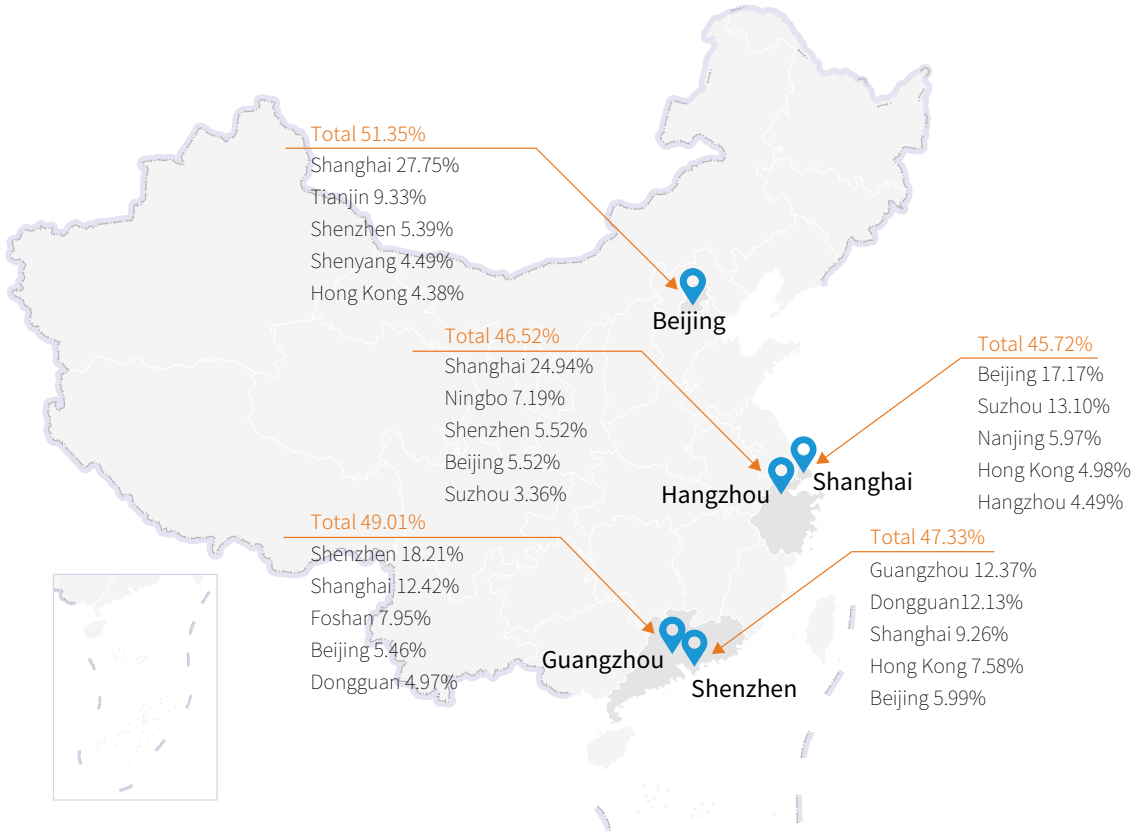 Total 51.35%
Shanghai 27.75%
Tianjin 9.33%
Shenzhen 5.39%
Shenyang 4.49%
Hong Kong 4.38%
Beijing
Total 46.52%
Shanghai 24.94%
Ningbo 7.19%
Shenzhen 5.52%
Beijing 5.52%
Suzhou 3.36%
Hangzhou
Total 45.72%
Beijing 17.17%
Suzhou 13.10%
Nanjing 5.97%
Hong Kong 4.98%
Hangzhou 4.49%
Shanghai
Total 49.01%
Shenzhen 18.21%
Shanghai 12.42%
Foshan 7.95%
Beijing 5.46%
Dongguan 4.97%
Guangzhou
Total 47.33%
Guangzhou 12.37%
Dongguan12.13%
Shanghai 9.26%
Hong Kong 7.58%
Beijing 5.99%
Shenzhen